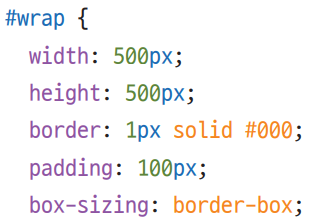 #wrap {
width: 500px;
height: 500px;
border: 1px solid #000;
padding: 100px;
box-sizing: border-box;